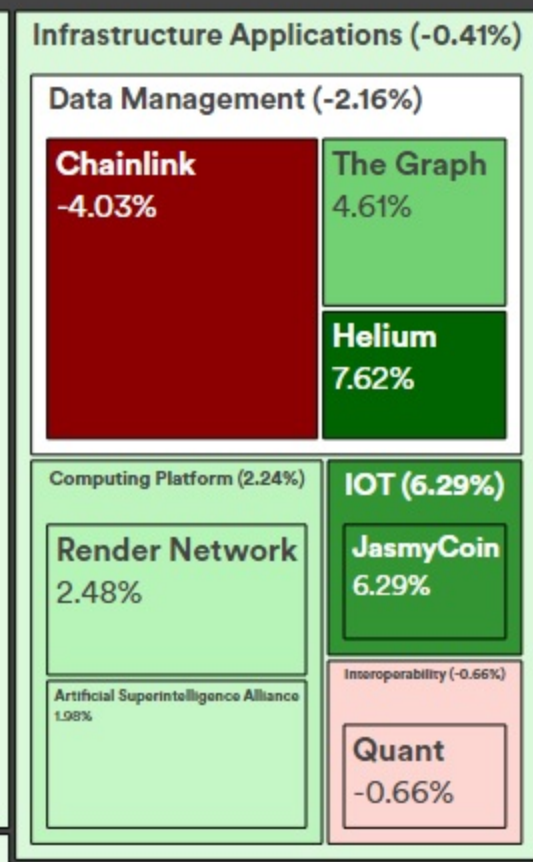 Infrastructure Applications (-0.41%)
Data Management (-2.16%)
Chainlink
-4.03%
The Graph
4.61%
Helium
7.62%
Computing Platform (2.24%)
Render Network
2.48%
Artificial Superintelligence Alliance
1.98%
IOT (6.29%)
JasmyCoin
6.29%
Interoperability (-0.66%)
Quant
-0.66%